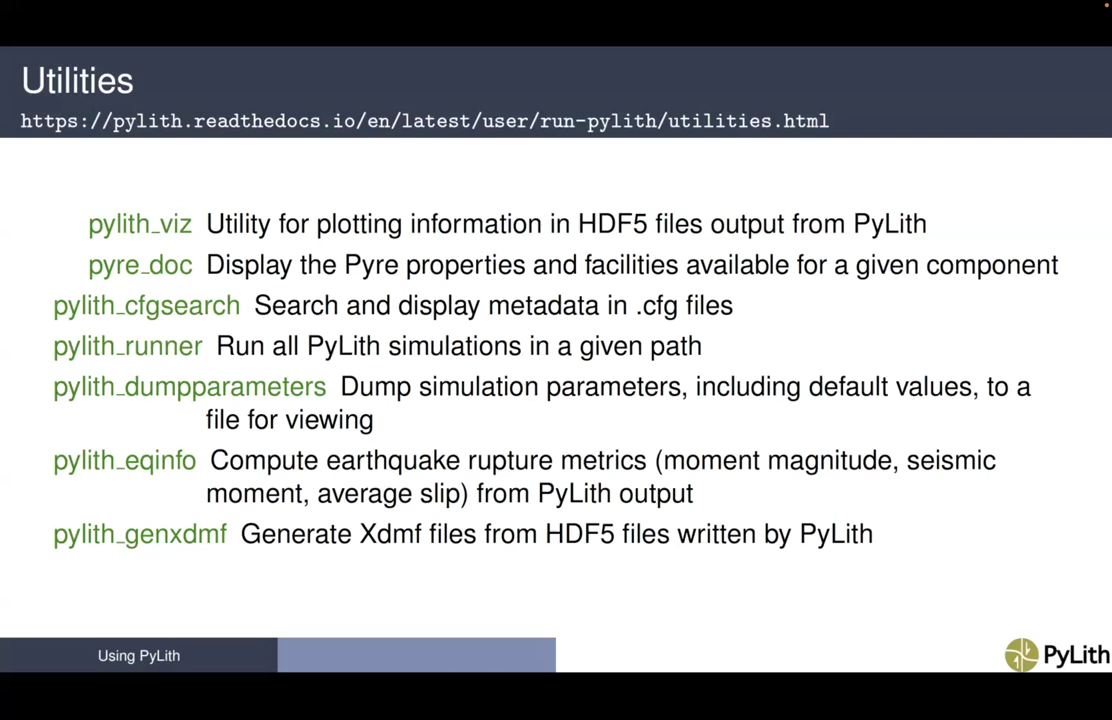 Utilities
https://pylith.readthedocs.io/en/latest/user/run-pylith/utilities.html
pylith_viz Utility for plotting information in HDF5 files output from PyLith
pyre_doc Display the Pyre properties and facilities available for a given component
pylith_cfgsearch Search and display metadata in .cfg files
pylith_runner Run all PyLith simulations in a given path
pylith_dumpparameters Dump simulation parameters, including default values, to a
file for viewing
pylith_eqinfo Compute earthquake rupture metrics (moment magnitude, seismic
moment, average slip) from PyLith output
pylith_genxdmf Generate Xdmf files from HDF5 files written by PyLith
Using PyLith
PyLith